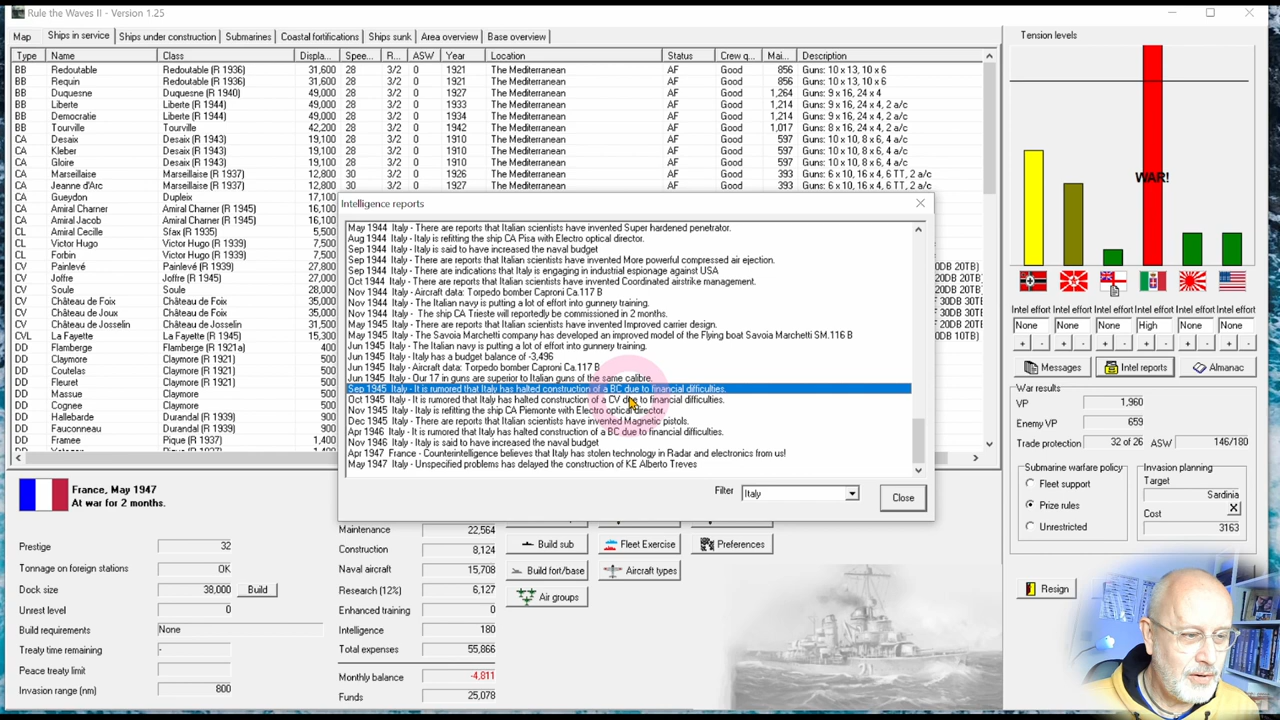 Rule the Waves II - Version 1.25
Map Ships in service Ships under construction Submarines Coastal fortifications Ships sunk Area overview Base overview
Type Name Class Displa... Spee... R... ASW Year Location Status Crew q... Mai... Description
BB Redoutable Redoutable (R 1936) 31,600 28 3/2 0 1921 The Mediterranean AF Good 856 Guns: 10 x 13, 10 x 6
BB Requin Redoutable (R 1936) 31,600 28 3/2 0 1921 The Mediterranean AF Good 856 Guns: 10 x 13, 10 x 6
BB Duquesne Duquesne (R 1940) 49,000 28 3/2 0 1927 The Mediterranean AF Good 1,264 Guns: 9 x 16, 24 x 4
BB Liberte Liberte (R 1944) 49,000 28 3/2 0 1933 The Mediterranean AF Good 1,214 Guns: 9 x 16, 24 x 4, 2 a/c
BB Democratie Liberte (R 1944) 49,000 28 3/2 0 1934 The Mediterranean AF Good 1,214 Guns: 9 x 16, 24 x 4, 2 a/c
BB Tourville Tourville 42,200 28 3/2 0 1942 The Mediterranean AF Good 1,017 Guns: 8 x 16, 24 x 4, 2 a/c
CA Desaix Desaix (R 1943) 19,100 28 3/2 0 1910 The Mediterranean AF Good 597 Guns: 10 x 10, 8 x 4
CA Kleber Desaix (R 1943) 19,100 28 3/2 0 1910 The Mediterranean AF Good 597 Guns: 10 x 10, 8 x 4
CA Gloire Desaix (R 1943) 19,100 28 3/2 0 1910 The Mediterranean AF Good 597 Guns: 10 x 10, 8 x 4
CA Marseillaise Marseillaise (R 1937) 12,800 30 3/2 0 1926 The Mediterranean AF Good 393 Guns: 6 x 10, 16 x 4, 6 TT, 2 a/c
CA Jeanne d'Arc Marseillaise (R 1937) 12,800 30 3/2 0 1927 The Mediterranean AF Good 393 Guns: 6 x 10, 16 x 4, 6 TT, 2 a/c
CA Gueydon Dupleix 17,100
CA Amiral Charner Amiral Charner (R 1945) 16,100
CA Amiral Jacob Amiral Charner (R 1945) 16,100
CL Amiral Cecille Sfax (R 1945) 5,500
CL Victor Hugo Victor Hugo (R 1939) 7,500
CL Forbin Victor Hugo (R 1939) 7,500
CV Painlevé Painlevé (R 1939) 27,800 0DB 20TB)
CV Joffre Joffre (R 1945) 28,000 20DB 20TB)
CV Soule Soule (R 1945) 28,000
CV Château de Foix Château de Foix 35,000 F 30DB 30TE
CV Château de Joux Château de Foix 35,000 F 30DB 30TE
CV Château de Josselin Château de Foix 35,000 F 30DB 30TE
CVL La Fayette La Fayette (R 1945) 11,900
DD Flamberge Flamberge (R 1921a)
DD Coutelas Claymore (R 1921)
DD Fleuret Claymore (R 1921)
DD Massue Claymore (R 1921)
DD Cognee Claymore (R 1921)
DD Hallebarde Durandal (R 1939)
DD Fauconneau Durandal (R 1939)
DD Framee Pique (R 1937)
Intelligence reports
May 1944 Italy - There are reports that Italian scientists have invented Super hardened penetrator.
Aug 1944 Italy - Italy is refitting the ship CA Pisa with Electro optical director.
Sep 1944 Italy - Italy is said to have increased the naval budget
Sep 1944 Italy - There are reports that Italian scientists have invented More powerful compressed air ejection.
Sep 1944 Italy - There are indications that Italy is engaging in industrial espionage against USA
Oct 1944 Italy - There are reports that Italian scientists have invented Coordinated airstrike management.
Nov 1944 Italy - Aircraft data: Torpedo bomber Caproni Ca.117 B
Nov 1944 Italy - The Italian navy is putting a lot of effort into gunnery training.
Nov 1944 Italy - The ship CA Trieste will reportedly be commissioned in 2 months.
May 1945 Italy - There are reports that Italian scientists have invented Improved carrier design.
May 1945 Italy - The Savoia Marchetti company has developed an improved model of the Flying boat Savoia Marchetti SM.116 B
Jun 1945 Italy - The Italian navy is putting a lot of effort into gunnery training.
Jun 1945 Italy - Italy has a budget balance of -3,496
Jun 1945 Italy - Aircraft data: Torpedo bomber Caproni Ca.117 B
Jun 1945 Italy - Our 17 in guns are superior to Italian guns of the same calibre.
Sep 1945 Italy - It is rumored that Italy has halted construction of a BC due to financial difficulties.
Oct 1945 Italy - It is rumored that Italy has halted construction of a CV due to financial difficulties.
Nov 1945 Italy - Italy is refitting the ship CA Piemonte with Electro optical director.
Dec 1945 Italy - There are reports that Italian scientists have invented Magnetic pistols.
Apr 1946 Italy - It is rumored that Italy has halted construction of a BC due to financial difficulties.
Nov 1946 Italy - Italy is said to have increased the naval budget
Apr 1947 France - Counterintelligence believes that Italy has stolen technology in Radar and electronics from us!
May 1947 Italy - Unspecified problems has delayed the construction of KE Alberto Treves
Filter Italy Close
France, May 1947
At war for 2 months.
Prestige 32
Tonnage on foreign stations OK
Dock size 38,000 Build
Unrest level 0
Build requirements None
Treaty time remaining -
Peace treaty limit
Invasion range (nm) 800
Maintenance 22,564
Construction 8,124
Naval aircraft 15,708
Research (12%) 6,127
Enhanced training 0
Intelligence 180
Total expenses 55,866
Monthly balance -4,811
Funds 25,078
Build sub Fleet Exercise Preferences
Build fort/base Aircraft types
Air groups
Tension levels
WAR!
Intel effort Intel effort Intel effort Intel effort Intel effort Intel effort
None None None High None None
+ - + - + - + - + - + -
Messages Intel reports Almanac
War results
VP 1,960
Enemy VP 659
Trade protection 32 of 26 ASW 146/180
Submarine warfare policy
Fleet support
Prize rules
Unrestricted
Invasion planning
Target
Sardinia
Cost X
3163
Resign